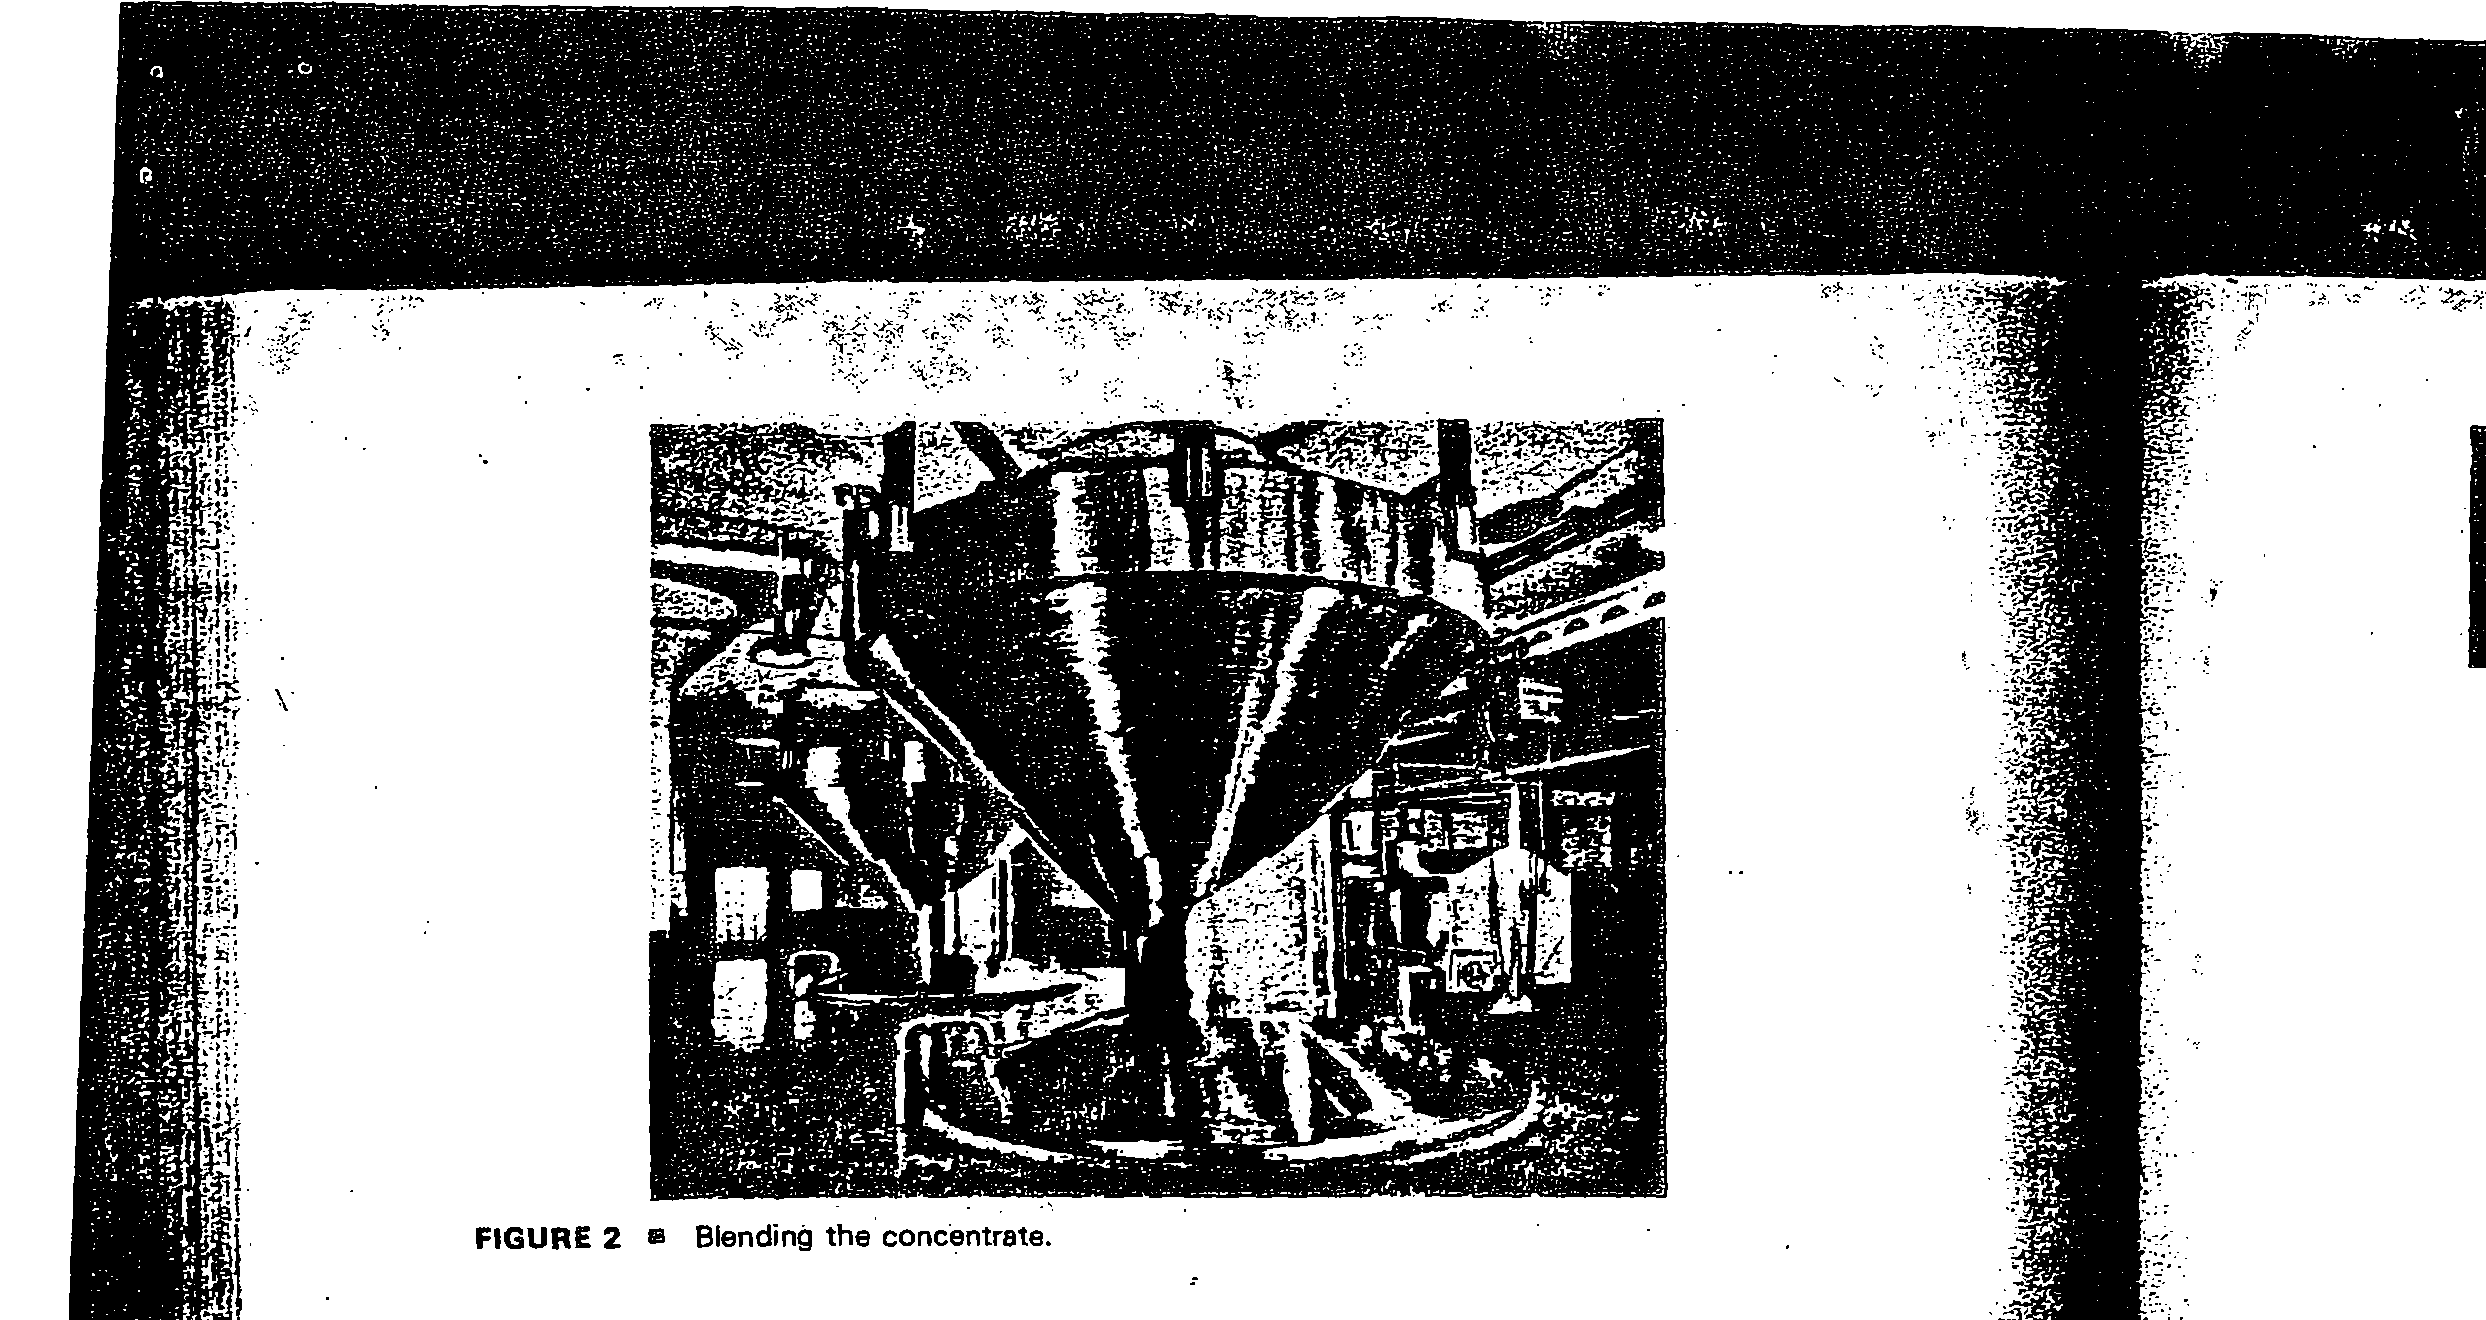 FIGURE 2 ■ Blending the concentrate.